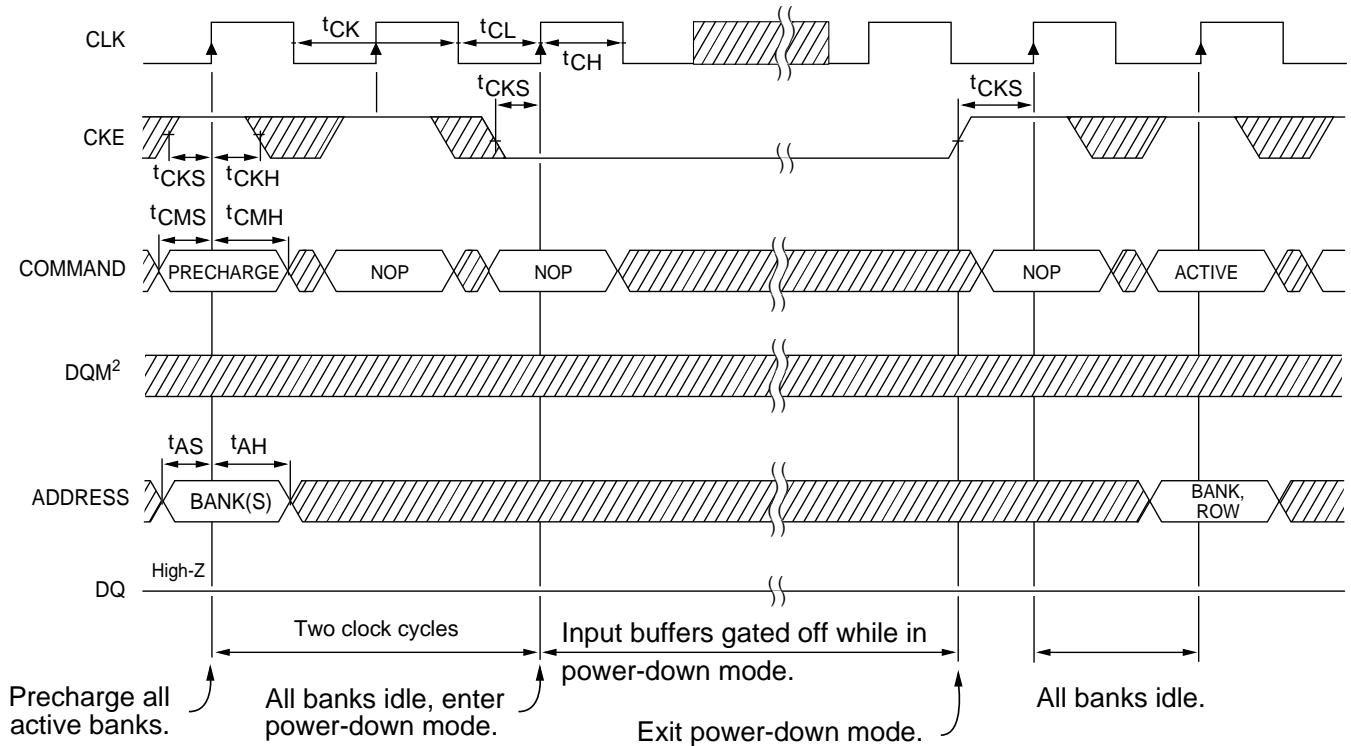 CLK
tCK
tCL
tCH
tCKS
tCKS
CKE
tCKS
tCKH
tCMS
tCMH
COMMAND
PRECHARGE
NOP
NOP
NOP
ACTIVE
DQM²
tAS
tAH
ADDRESS
BANK(S)
BANK,
ROW
High-Z
DQ
Two clock cycles
Input buffers gated off while in
power-down mode.
Precharge all
active banks.
All banks idle, enter
power-down mode.
Exit power-down mode.
All banks idle.